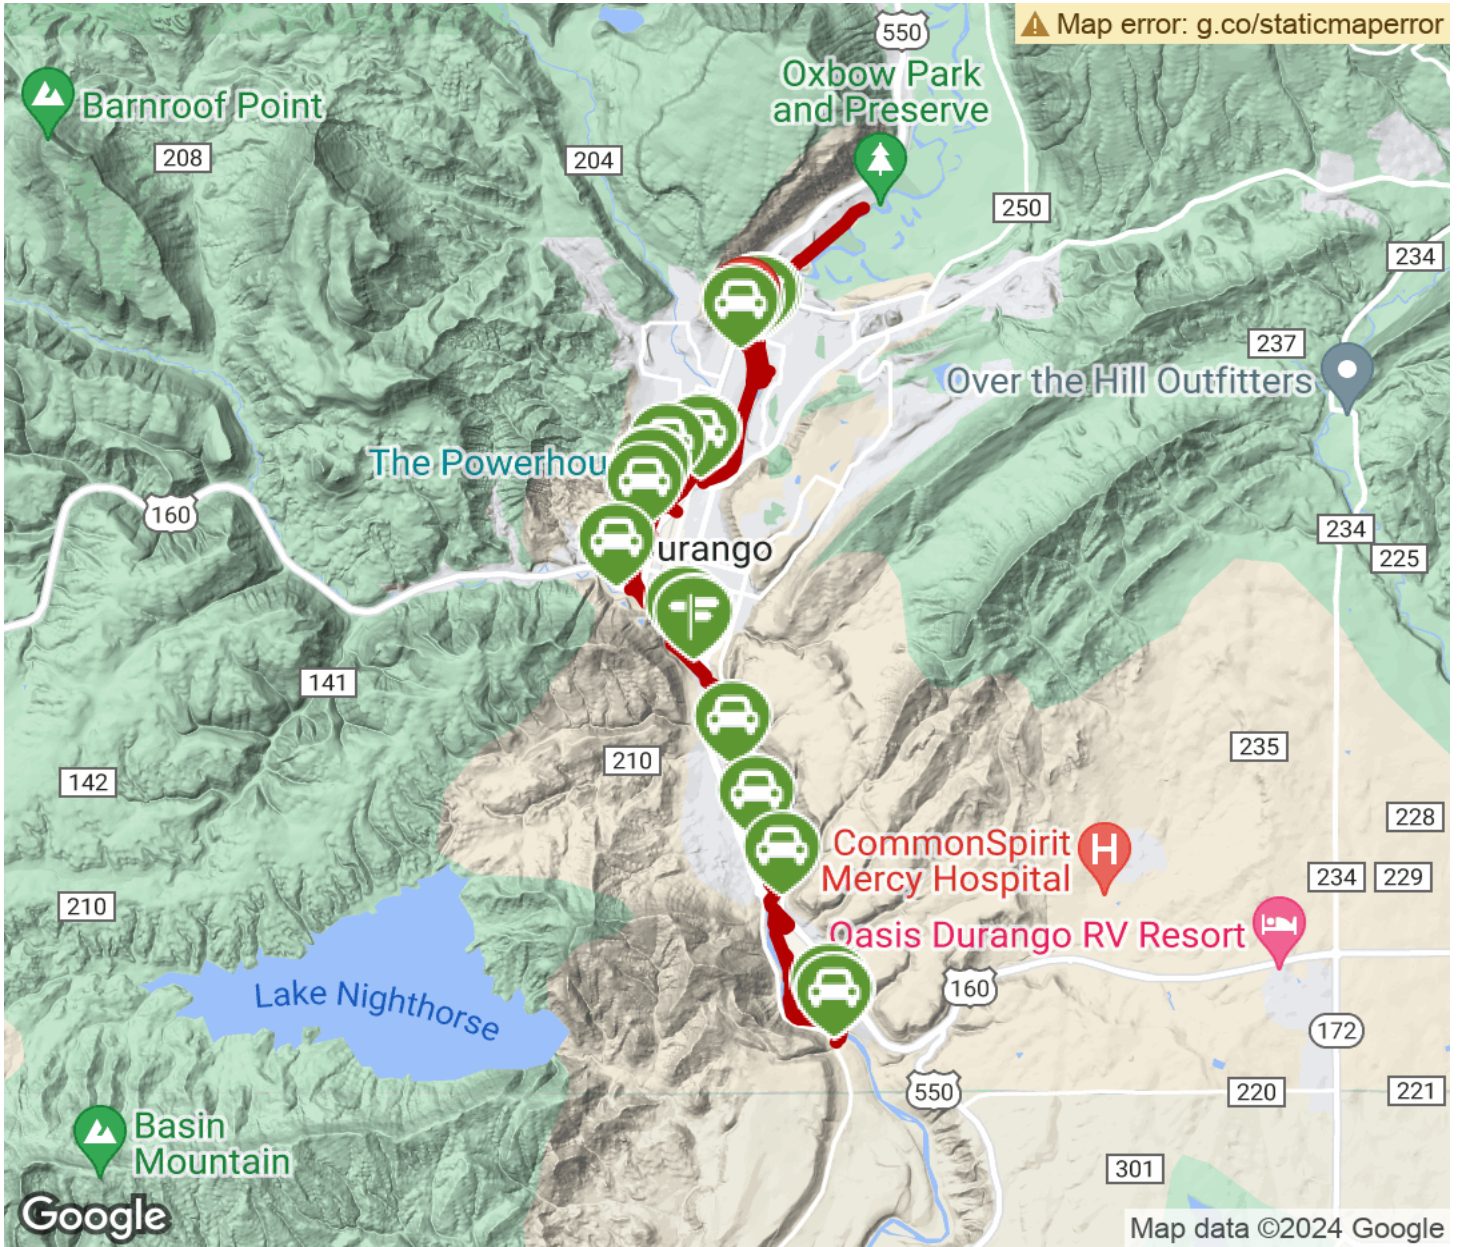 550
Map error: g.co/staticmaperror
Oxbow Park
and Preserve
Barnroof Point
208
204
250
234
237
Over the Hill Outfitters
The Powerhou
160
234
225
urango
141
210
235
142
228
CommonSpirit
Mercy Hospital
H
234
229
210
Oasis Durango RV Resort
Lake Nighthorse
160
172
550
220
221
Basin
Mountain
301
Google
Map data ©2024 Google